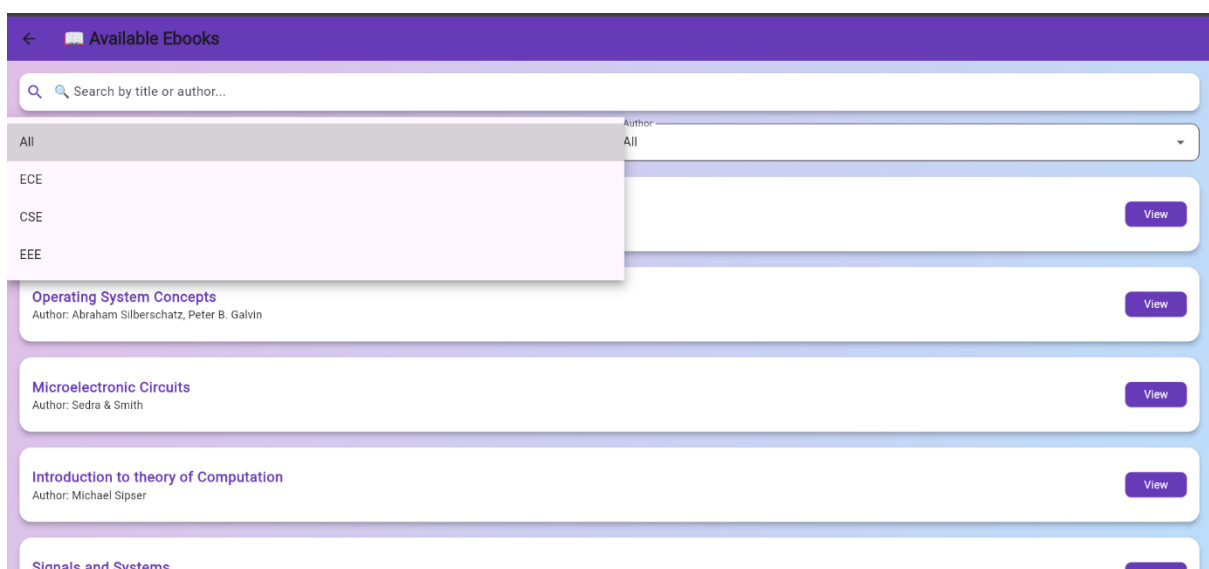 Available Ebooks
Search by title or author...
All
ECE
CSE
EEE
Author
All
View
Operating System Concepts
Author: Abraham Silberschatz, Peter B. Galvin
View
Microelectronic Circuits
Author: Sedra & Smith
View
Introduction to theory of Computation
Author: Michael Sipser
View
Signals and Systems